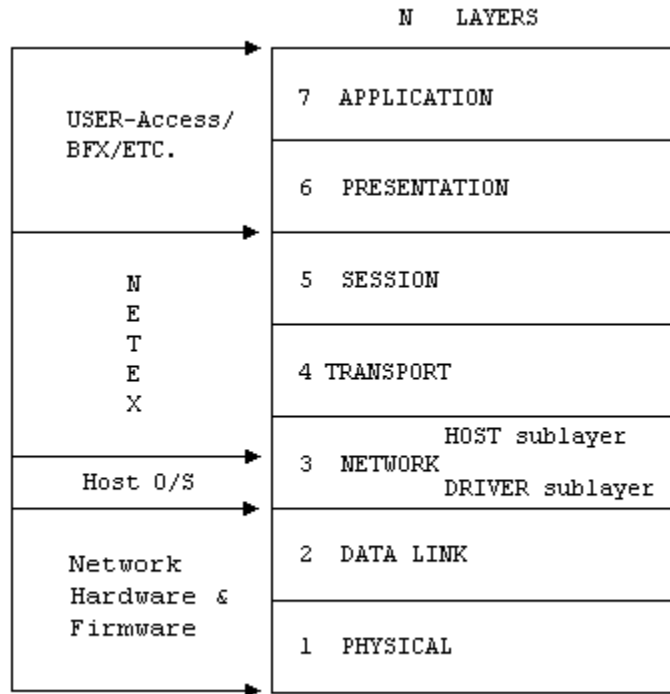 N LAYERS
USER-Access/
BFX/ETC.
7 APPLICATION
6 PRESENTATION
N
E
T
E
X
5 SESSION
4 TRANSPORT
HOST sublayer
3 NETWORK
DRIVER sublayer
Host O/S
Network
Hardware &
Firmware
2 DATA LINK
1 PHYSICAL